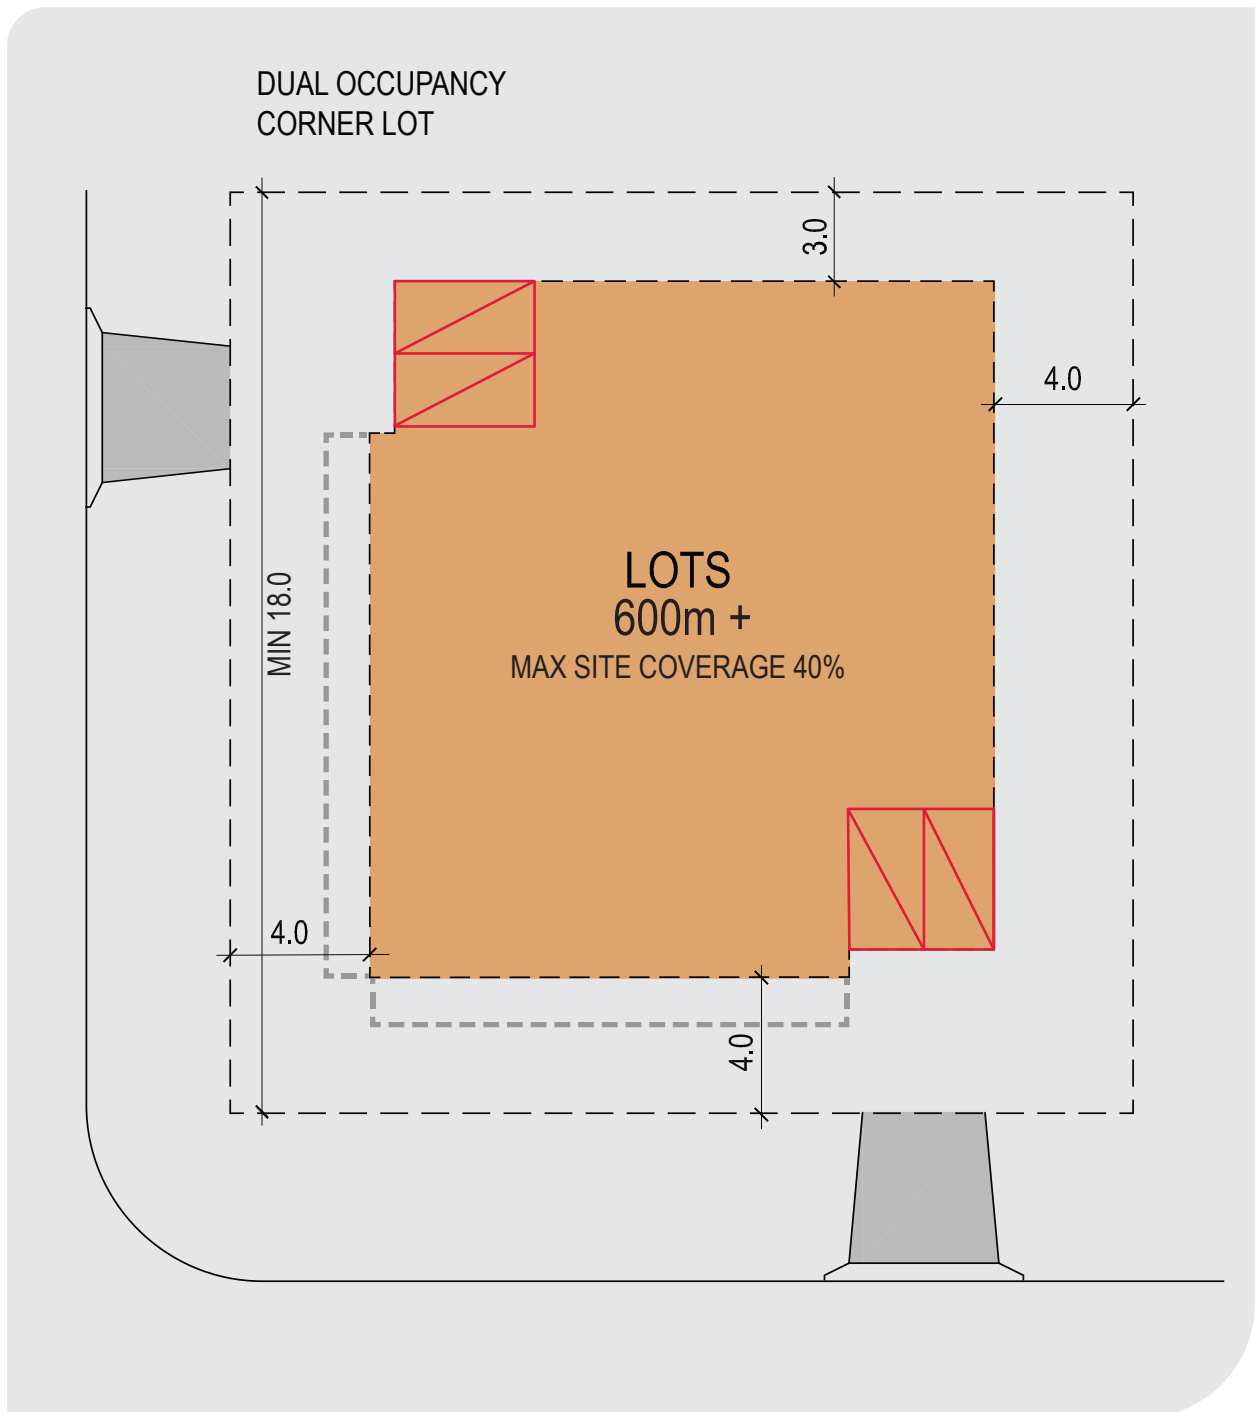 DUAL OCCUPANCY
CORNER LOT
3.0
4.0
MIN 18.0
LOTS
600m +
MAX SITE COVERAGE 40%
4.0
4.0